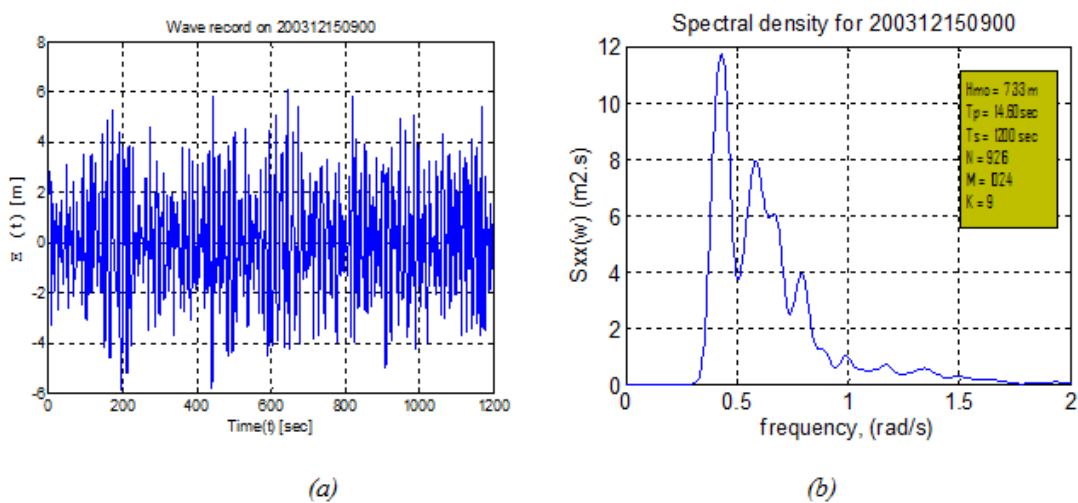 Wave record on 200312150900
8
6
4
2
0
-2
-4
-6
Ξ (t) [m]
0 200 400 600 800 1000 1200
Time(t) [sec]
(a)
Spectral density for 200312150900
12
10
8
6
4
2
0
Sxx(w) (m2.s)
Hmo = 7.33 m
Tp = 14.60 sec
Ts = 1200 sec
N = 926
M = 1024
K = 9
0 0.5 1 1.5 2
frequency, (rad/s)
(b)